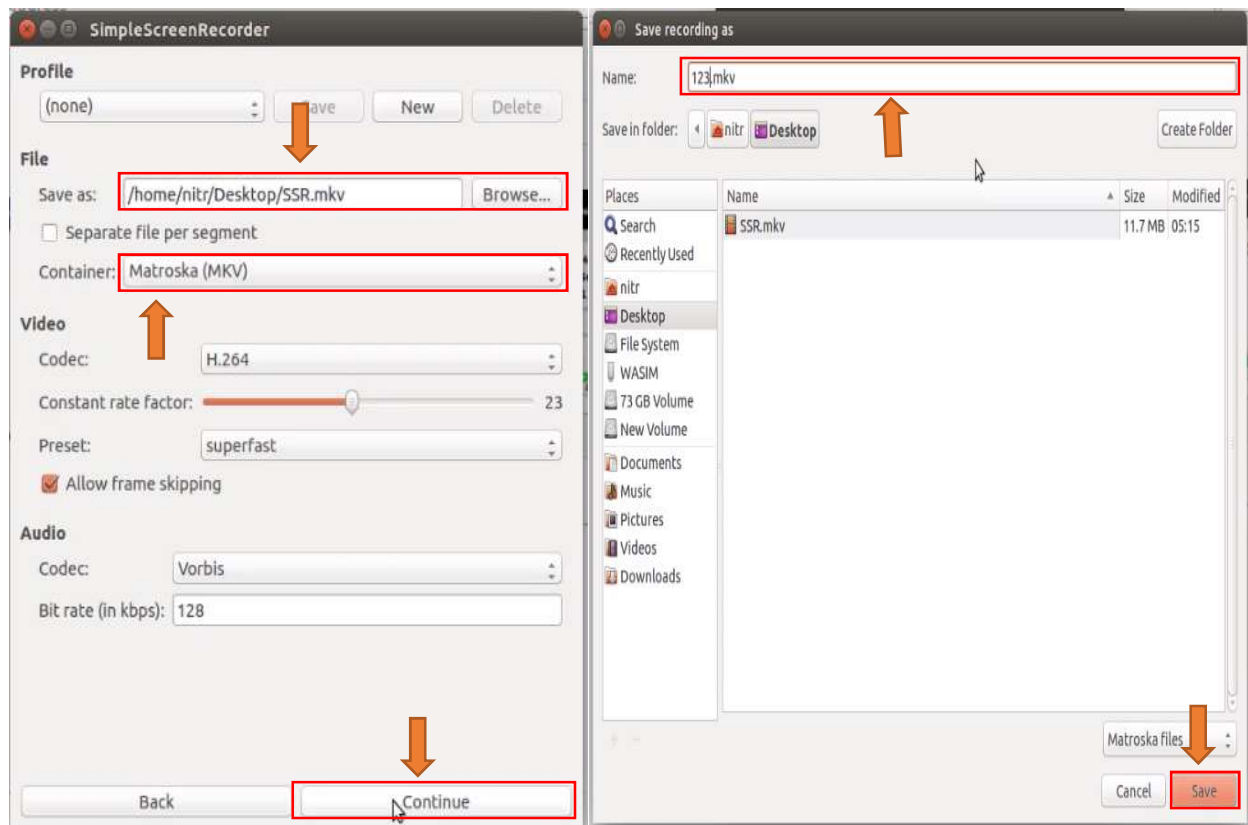 SimpleScreenRecorder
Profile
(none) Save New Delete
File
Save as: /home/nitr/Desktop/SSR.mkv Browse...
Separate file per segment
Container: Matroska (MKV)
Video
Codec: H.264
Constant rate factor: 23
Preset: superfast
Allow frame skipping
Audio
Codec: Vorbis
Bit rate (in kbps): 128
Back Continue
Save recording as
Name: 123.mkv
Save in folder: nitr Desktop Create Folder
Places Name Size Modified
Search SSR.mkv 11.7 MB 05:15
Recently Used
nitr
Desktop
File System
WASIM
73 GB Volume
New Volume
Documents
Music
Pictures
Videos
Downloads
Matroska files
Cancel Save